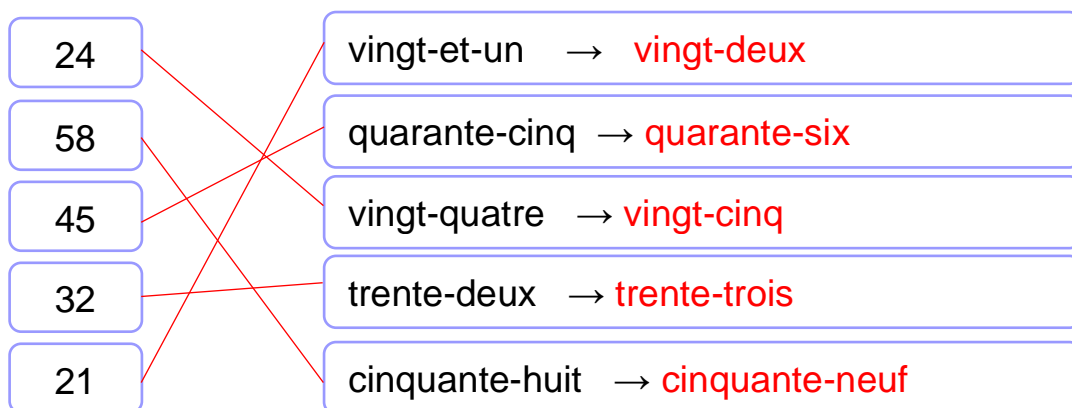 24 vingt-et-un → vingt-deux
58 quarante-cinq → quarante-six
45 vingt-quatre → vingt-cinq
32 trente-deux → trente-trois
21 cinquante-huit → cinquante-neuf